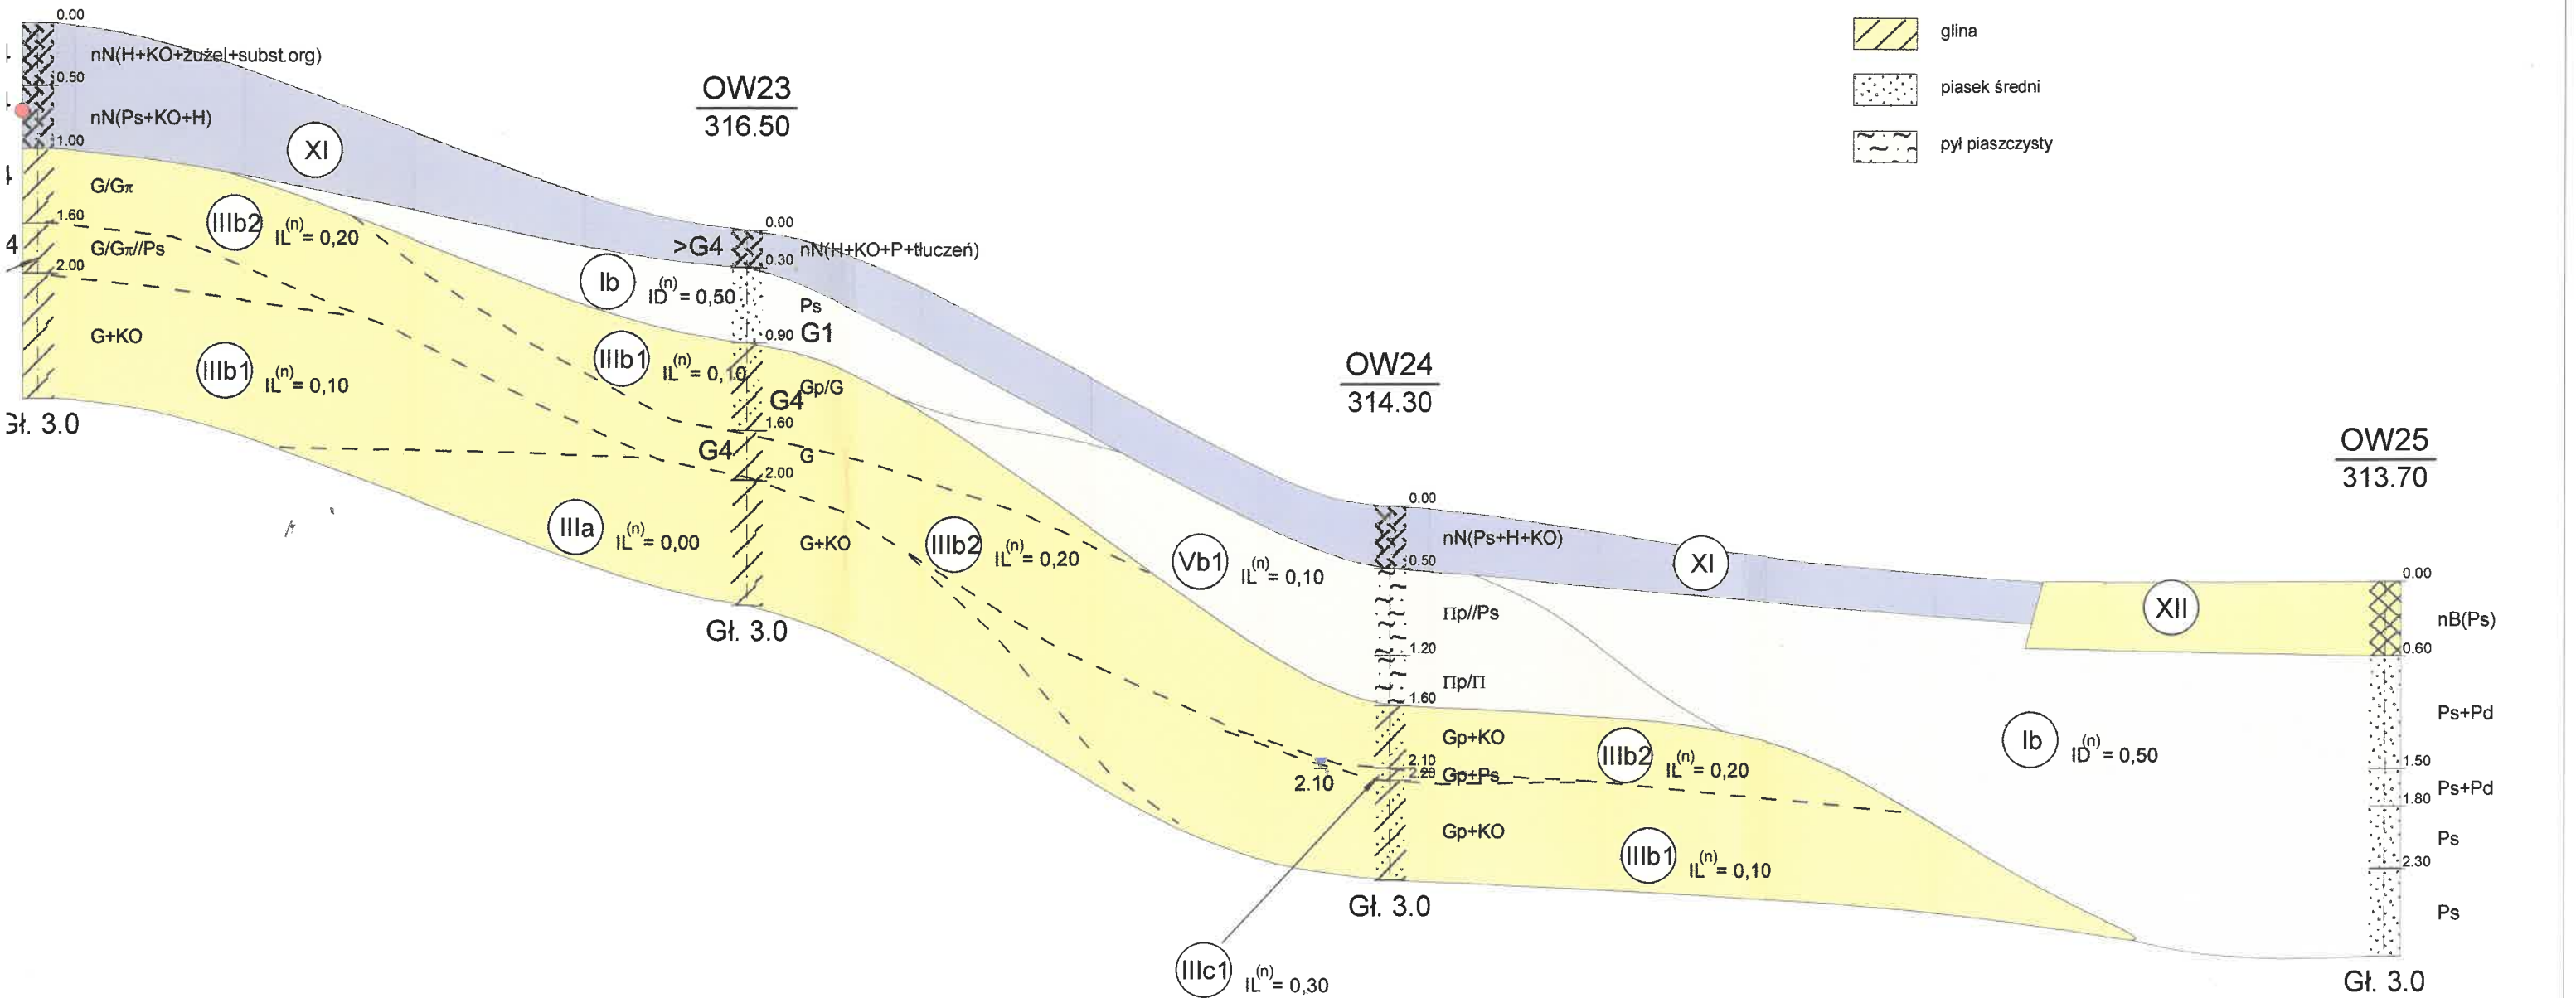 glina
piasek średni
pył piaszczysty
0.00
nN(H+KO+żużel+subst.org)
0.50
nN(Ps+KO+H)
1.00
G/Gπ
1.60
G/Gπ//Ps
4
2.00
G+KO
Gł. 3.0
XI
IIIb2 IL(n) = 0,20
IIIb1 IL(n) = 0,10
OW23
316.50
0.00
>G4
nN(H+KO+P+tłuczeń)
0.30
Ib ID(n) = 0,50
Ps
0.90
G1
IIIb1 IL(n) = 0,10
Gp/G
G4
1.60
G4
G
2.00
IIIa IL(n) = 0,00
G+KO
Gł. 3.0
IIIb2 IL(n) = 0,20
Vb1 IL(n) = 0,10
OW24
314.30
0.00
nN(Ps+H+KO)
0.50
Πp//Ps
1.20
Πp/Π
1.60
Gp+KO
2.10
2.10
2.20
Gp+Ps
Gp+KO
Gł. 3.0
IIIc1 IL(n) = 0,30
XI
IIIb2 IL(n) = 0,20
IIIb1 IL(n) = 0,10
OW25
313.70
0.00
XII
nB(Ps)
0.60
Ps+Pd
Ib ID(n) = 0,50
1.50
Ps+Pd
1.80
Ps
2.30
Ps
Gł. 3.0